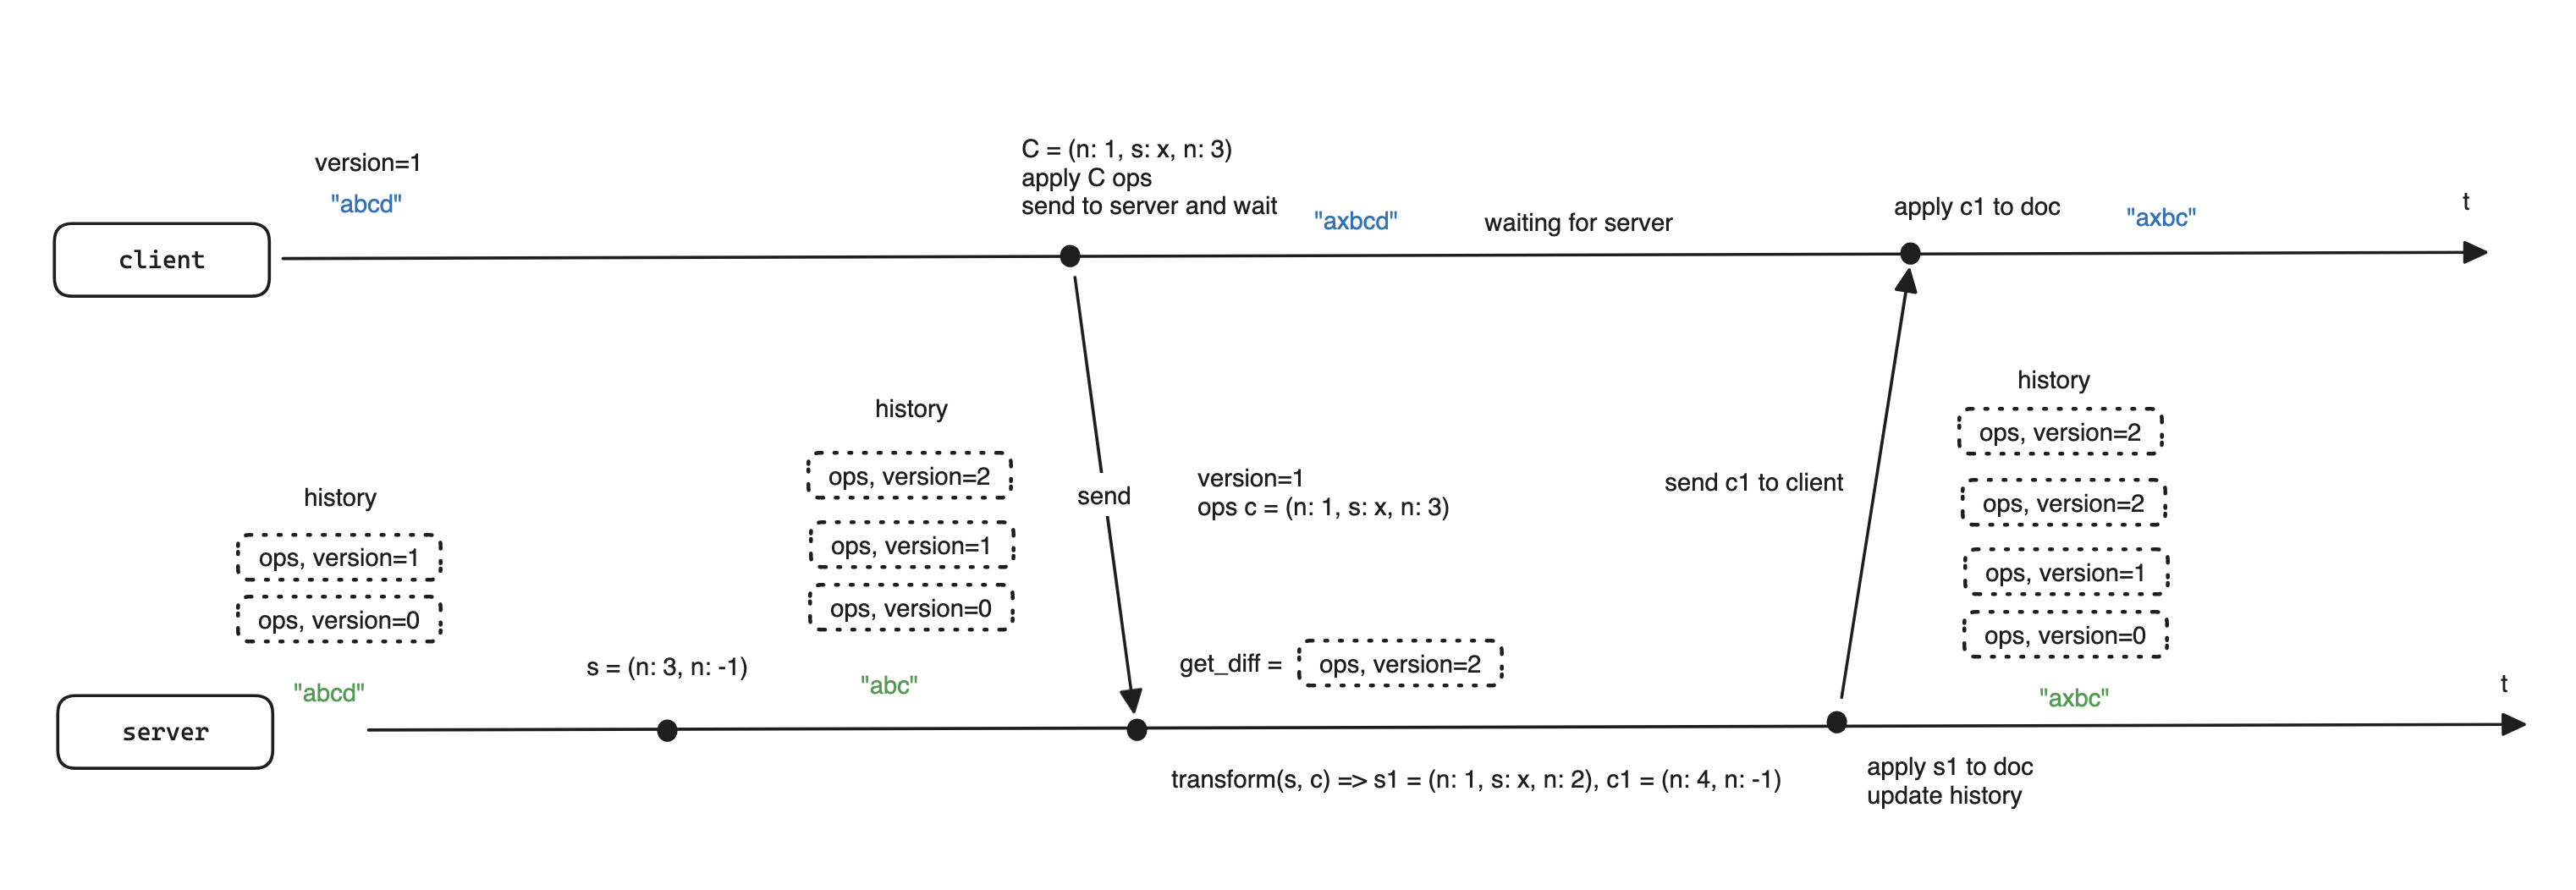 version=1
"abcd"
client
C = (n: 1, s: x, n: 3)
apply C ops
send to server and wait
"axbcd"
waiting for server
apply c1 to doc
"axbc"
t
history
ops, version=1
ops, version=0
"abcd"
server
s = (n: 3, n: -1)
history
ops, version=2
ops, version=1
ops, version=0
"abc"
send
version=1
ops c = (n: 1, s: x, n: 3)
get_diff =
ops, version=2
transform(s, c) => s1 = (n: 1, s: x, n: 2), c1 = (n: 4, n: -1)
send c1 to client
history
ops, version=2
ops, version=2
ops, version=1
ops, version=0
"axbc"
apply s1 to doc
update history
t